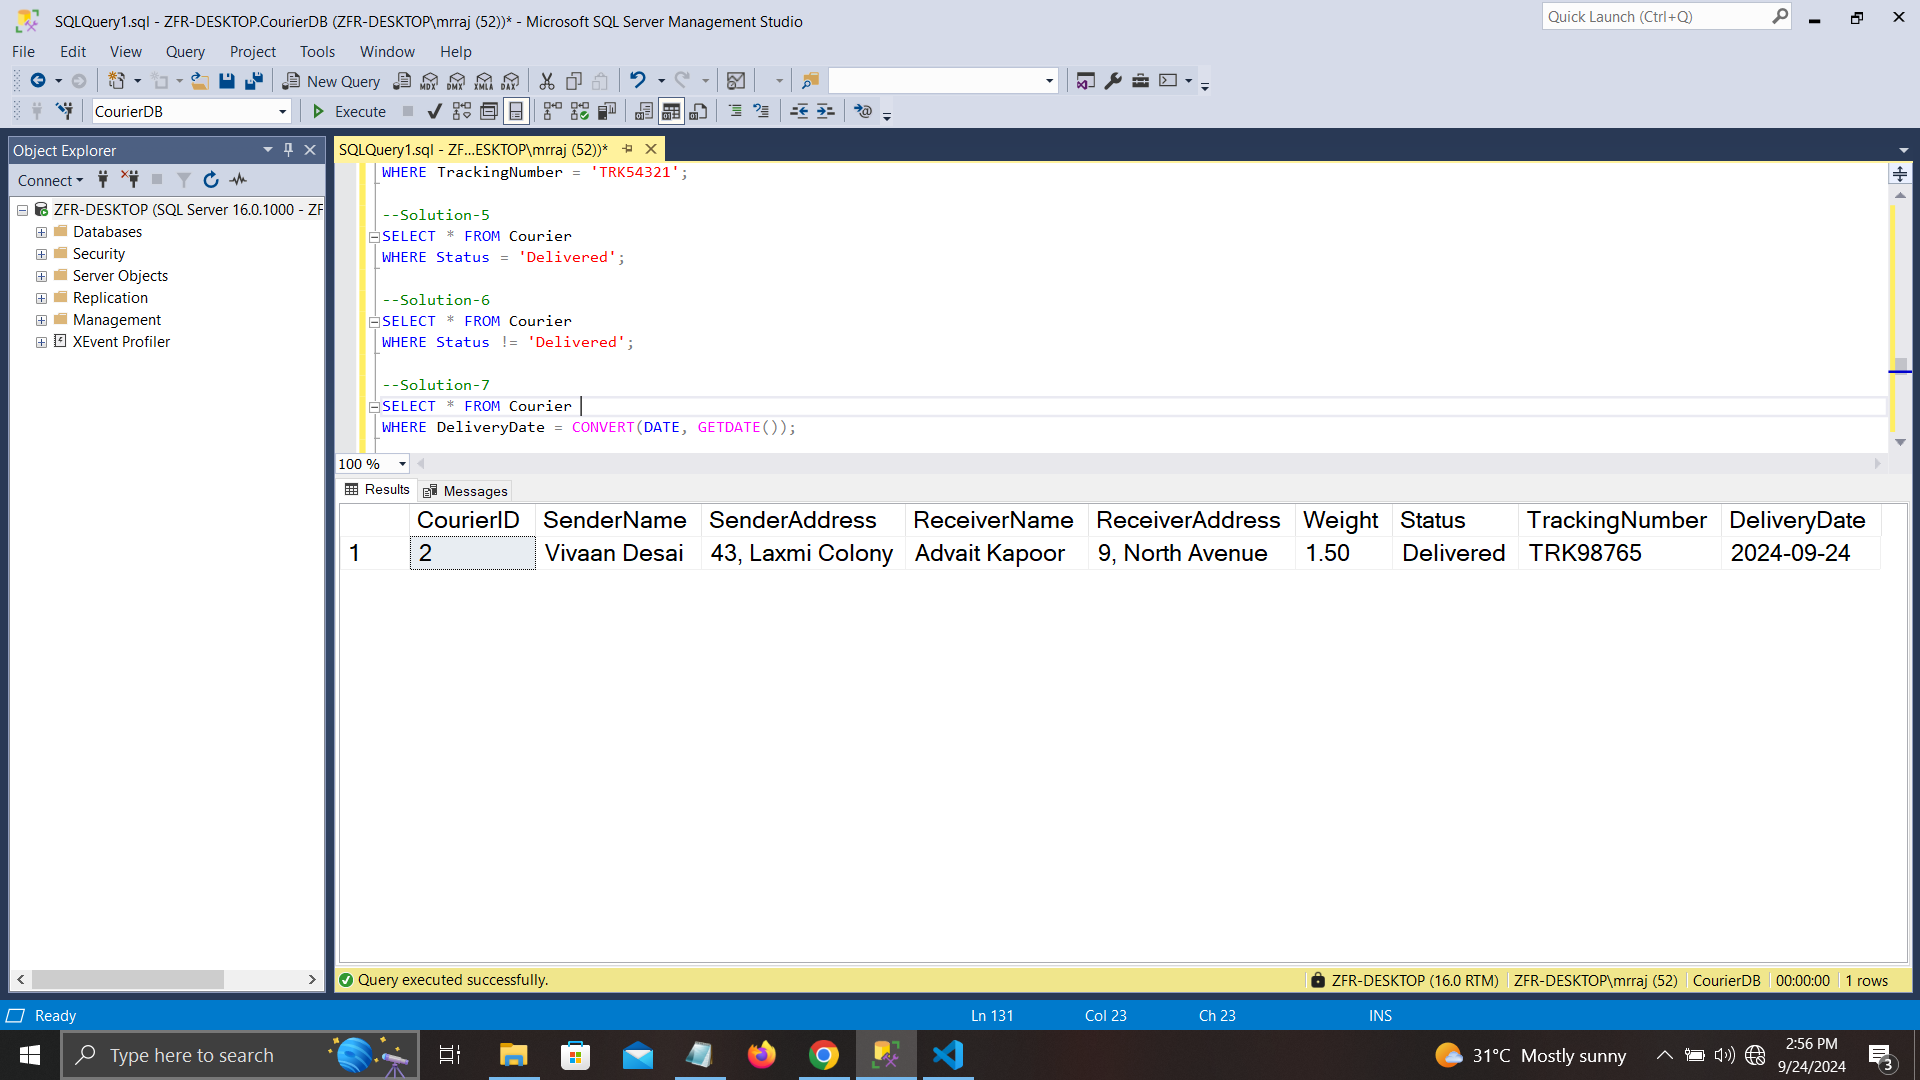 SQLQuery1.sql - ZFR-DESKTOP.CourierDB (ZFR-DESKTOP\mrraj (52))* - Microsoft SQL Server Management Studio
Quick Launch (Ctrl+Q)
File Edit View Query Project Tools Window Help
New Query MDX DMX XMLA DAX
CourierDB Execute
Object Explorer
SQLQuery1.sql - ZF...ESKTOP\mrraj (52))*
Connect
ZFR-DESKTOP (SQL Server 16.0.1000 - ZF
Databases
Security
Server Objects
Replication
Management
XEvent Profiler
WHERE TrackingNumber = 'TRK54321';
--Solution-5
SELECT * FROM Courier
WHERE Status = 'Delivered';
--Solution-6
SELECT * FROM Courier
WHERE Status != 'Delivered';
--Solution-7
SELECT * FROM Courier
WHERE DeliveryDate = CONVERT(DATE, GETDATE());
100 %
Results Messages
CourierID SenderName SenderAddress ReceiverName ReceiverAddress Weight Status TrackingNumber DeliveryDate
1 2 Vivaan Desai 43, Laxmi Colony Advait Kapoor 9, North Avenue 1.50 Delivered TRK98765 2024-09-24
Query executed successfully. ZFR-DESKTOP (16.0 RTM) ZFR-DESKTOP\mrraj (52) CourierDB 00:00:00 1 rows
Ready Ln 131 Col 23 Ch 23 INS
Type here to search 31°C Mostly sunny 2:56 PM
9/24/2024 3